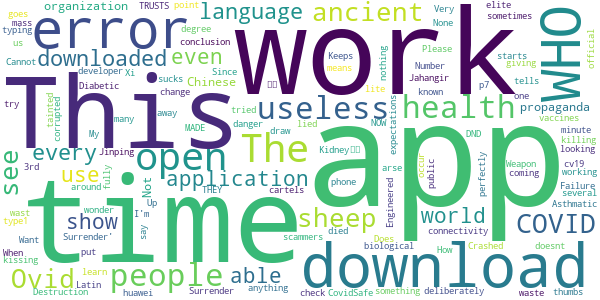 organization TRUSTS point degree elite
goes mass Very sometimes None
typing error language ancient work WHO official
us Cannot downloaded even Please
conclusion developer Xi Since Chinese Number Jahangir means known p7
sucks nothing lite starts giving
Diabetic change away tried MADE
try tainted corrupted This useless health
My many danger draw lied NOW expectations tells one propaganda vaccines
Jinping Kidney DND minute killing
see every open The app
3rd fully phone arse occur Weapon looking
use application perfectly public coming cv19 working
Not around THEY cartels Engineered Failure several
wast type1 show time sheep world Asthmatic
When wonder I'm Up died connectivity COVID
kissing put say scammers Crashed Does biological How doesnt
Ovid people able download
Want learn anything check something deliberately
Latin CovidSafe waste thumbs
Destruction huawei Surrender Surrender'